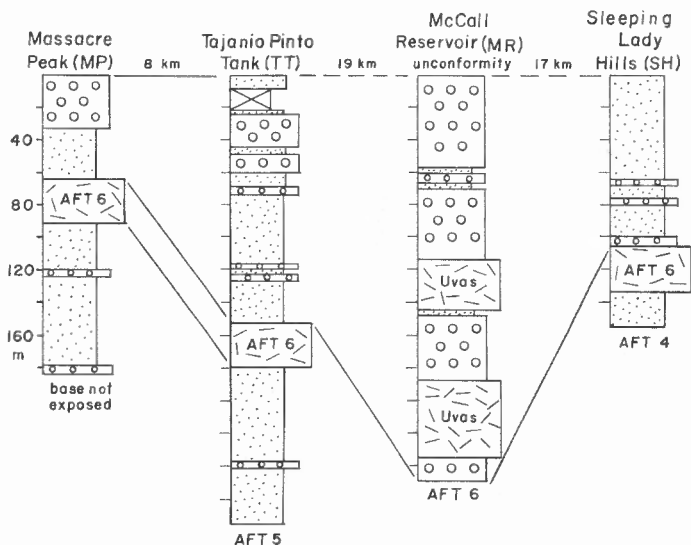 Massacre
Peak (MP)
8 km
Tajanio Pinto
Tank (TT)
19 km
McCall
Reservoir (MR)
unconformity
17 km
Sleeping
Lady
Hills (SH)
40
80
120
160
m
AFT 6
base not
exposed
AFT 6
AFT 5
Uvas
Uvas
AFT 6
AFT 6
AFT 4